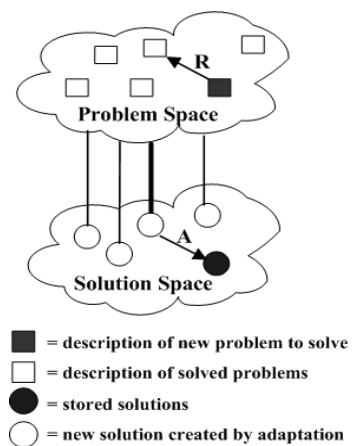 R
Problem Space
A
Solution Space
= description of new problem to solve
= description of solved problems
= stored solutions
= new solution created by adaptation